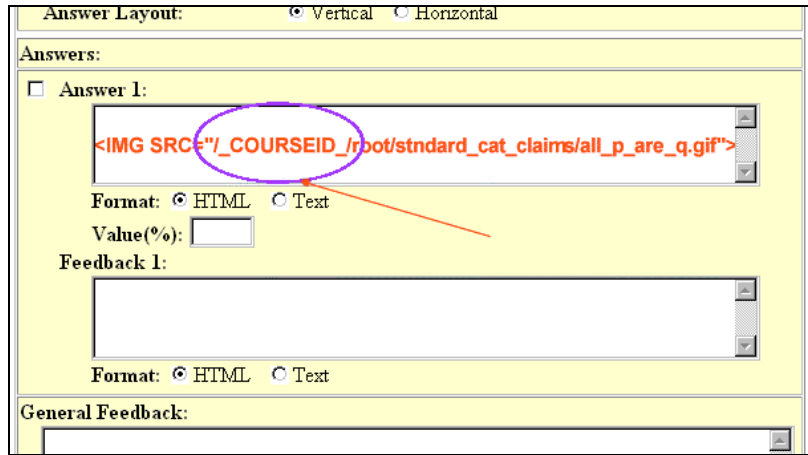 Answer Layout: Vertical Horizontal
Answers:
Answer 1:
<IMG SRC="/_COURSEID_/root/stndard_cat_claims/all_p_are_q.gif">
Format: HTML Text
Value(%):
Feedback 1:
Format: HTML Text
General Feedback: